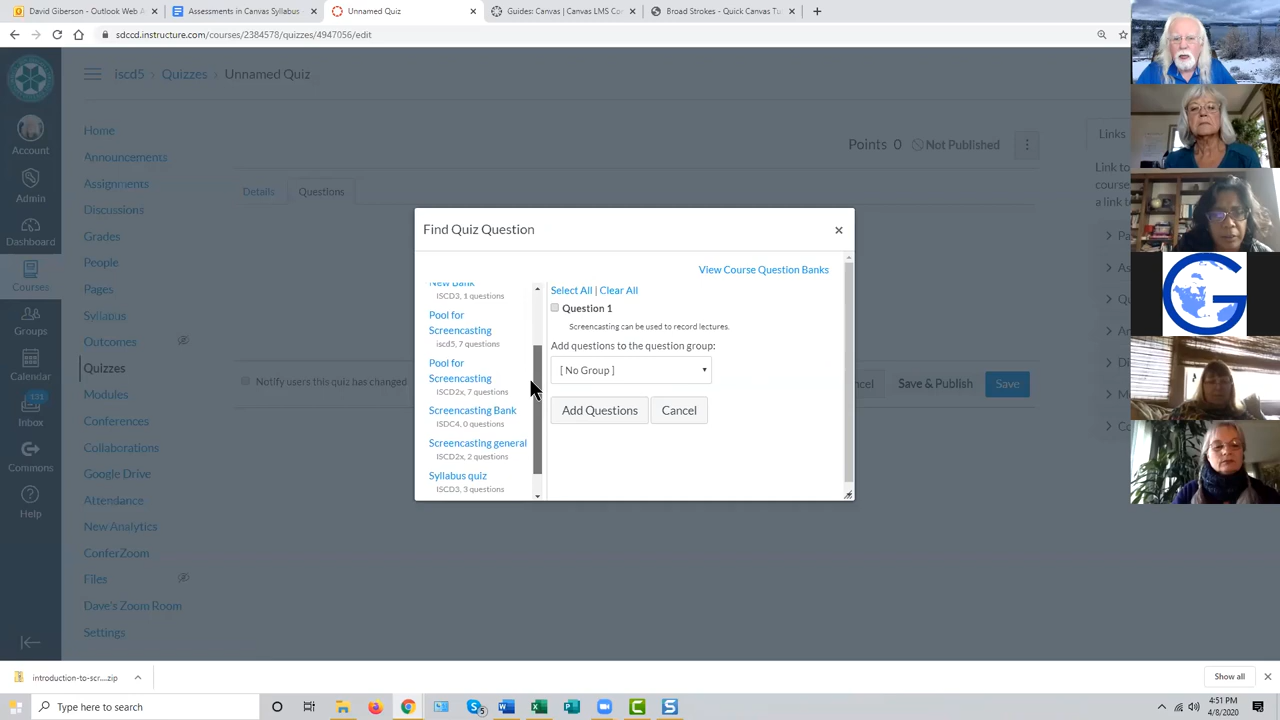 David Giberson - Outlook Web A
Assessments in Canvas Syllabus
Unnamed Quiz
Guides: Canvas | Canvas LMS Con
Broad Strokes - Quick Canvas Tu
sdccd.instructure.com/courses/2384578/quizzes/4947056/edit
iscd5 > Quizzes > Unnamed Quiz
Account
Admin
Dashboard
Courses
Groups
Calendar
131
Inbox
Commons
Help
Home
Announcements
Assignments
Discussions
Grades
People
Pages
Syllabus
Outcomes
Quizzes
Modules
Conferences
Collaborations
Google Drive
Attendance
New Analytics
ConferZoom
Files
Dave's Zoom Room
Settings
Points 0 Not Published
Details
Questions
Links
Link to
course
a link t
Notify users this quiz has changed
Save & Publish
Save
Find Quiz Question
View Course Question Banks
New Bank
ISCD3, 1 questions
Pool for
Screencasting
iscd5, 7 questions
Pool for
Screencasting
ISCD2x, 7 questions
Screencasting Bank
ISDC4, 0 questions
Screencasting general
ISCD2x, 2 questions
Syllabus quiz
ISCD3, 3 questions
Select All | Clear All
Question 1
Screencasting can be used to record lectures.
Add questions to the question group:
[ No Group ]
Add Questions
Cancel
G
introduction-to-scr....zip
Show all
Type here to search
5
4:51 PM
4/8/2020